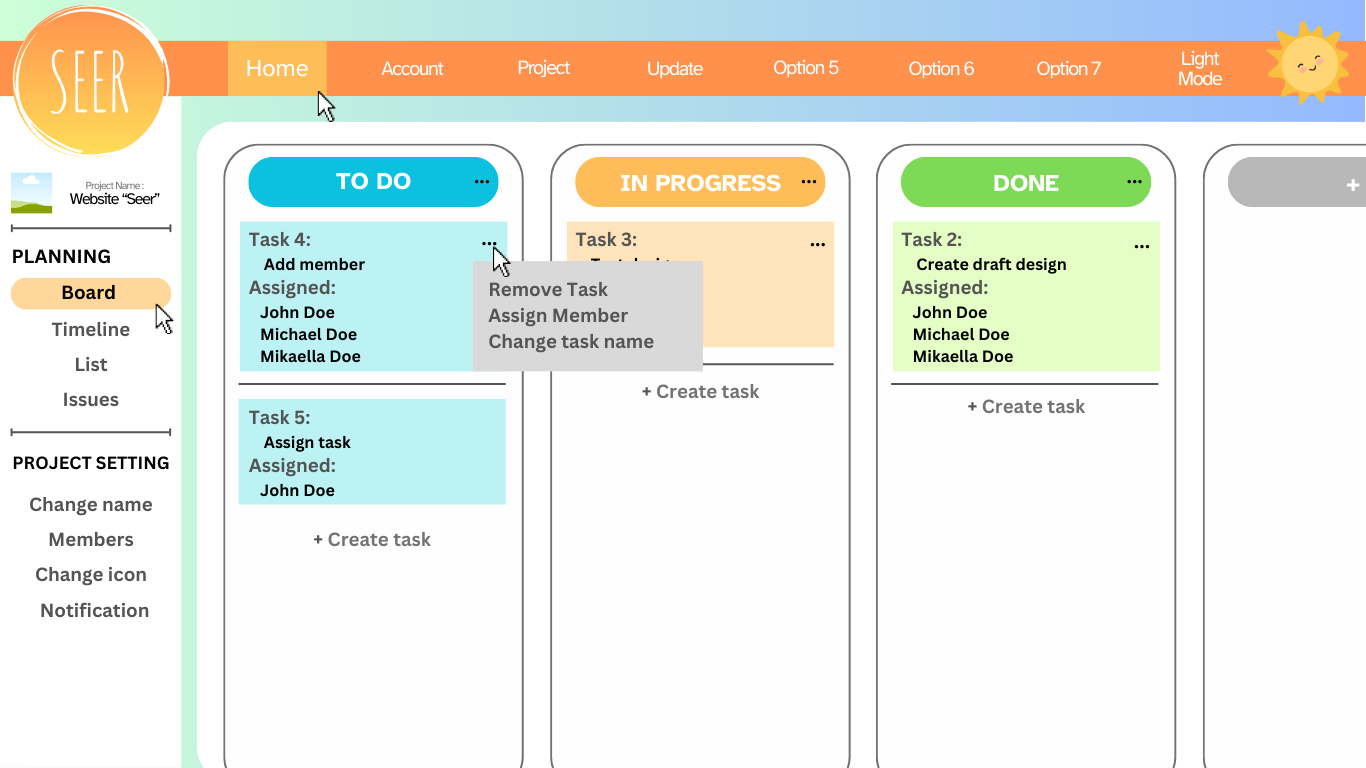 SEER
Home
Account
Project
Update
Option 5
Option 6
Option 7
Light
Mode
Project Name :
Website “Seer”
PLANNING
Board
Timeline
List
Issues
PROJECT SETTING
Change name
Members
Change icon
Notification
TO DO ...
Task 4: ...
Add member
Assigned:
John Doe
Michael Doe
Mikaella Doe
Remove Task
Assign Member
Change task name
Task 5:
Assign task
Assigned:
John Doe
+ Create task
IN PROGRESS ...
Task 3: ...
+ Create task
DONE ...
Task 2: ...
Create draft design
Assigned:
John Doe
Michael Doe
Mikaella Doe
+ Create task
+